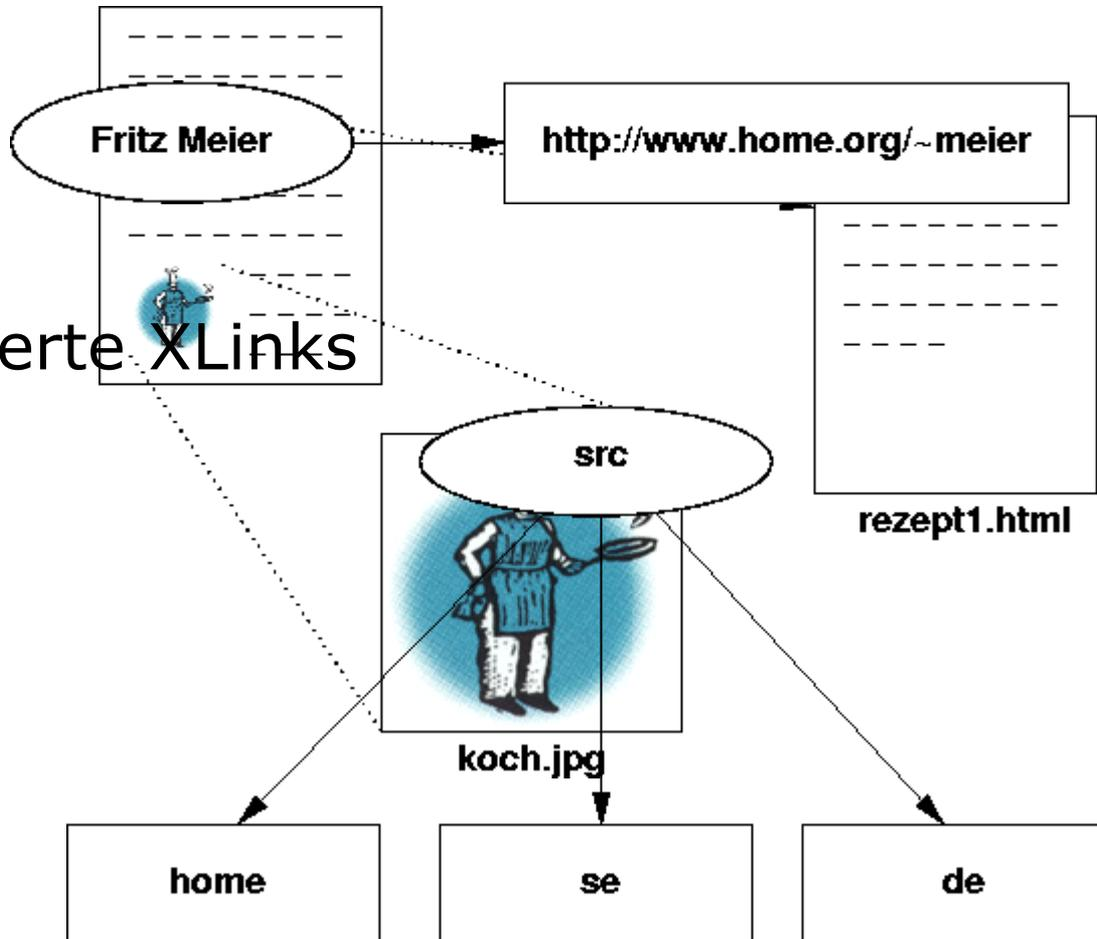 Fritz Meier
http://www.home.org/~meier
erte XLinks
src
rezept1.html
koch.jpg
home
se
de